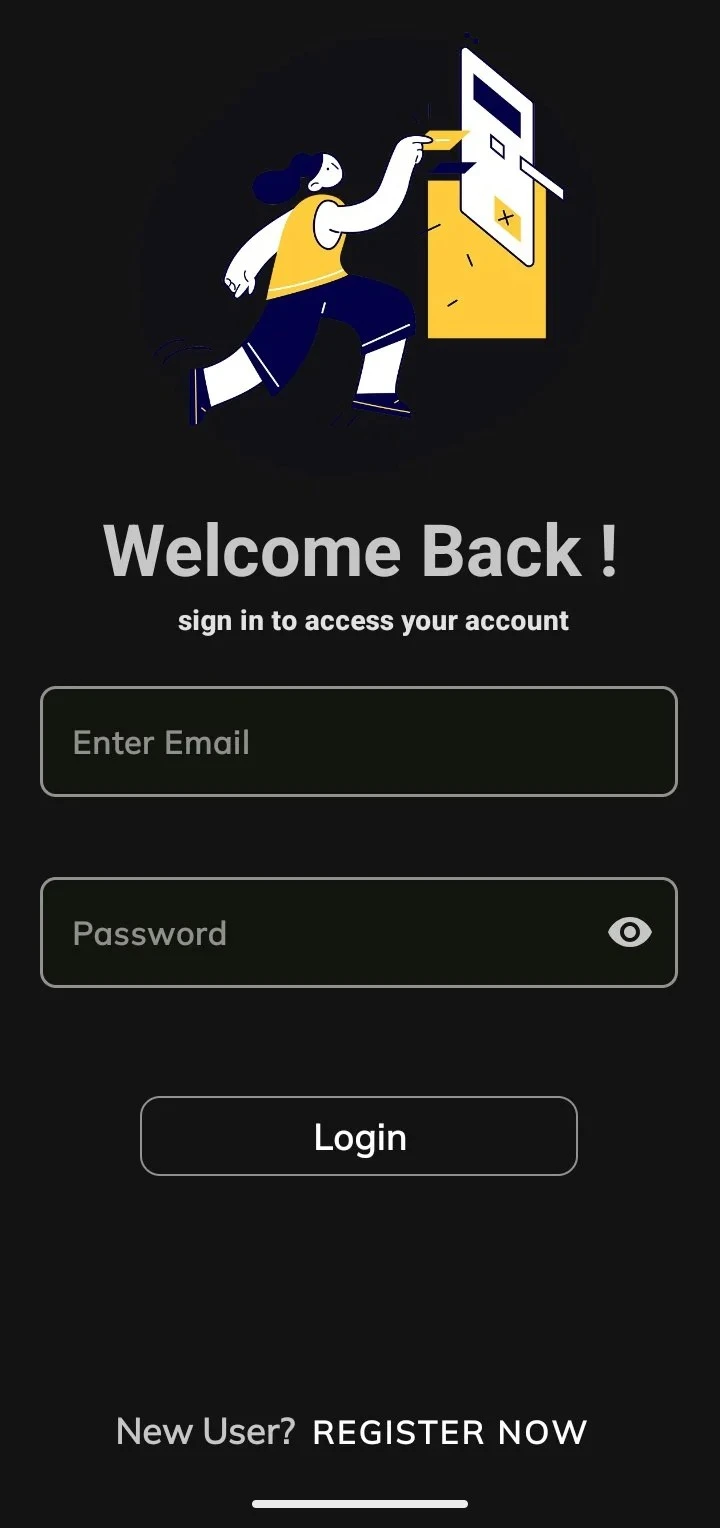 Welcome Back !
sign in to access your account
Enter Email
Password
Login
New User? REGISTER NOW